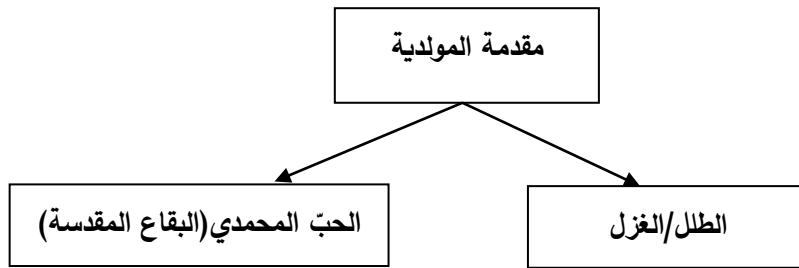 مقدمة المولدية
الطلل/الغزل
الحبّ المحمدي(البقاع المقدسة)